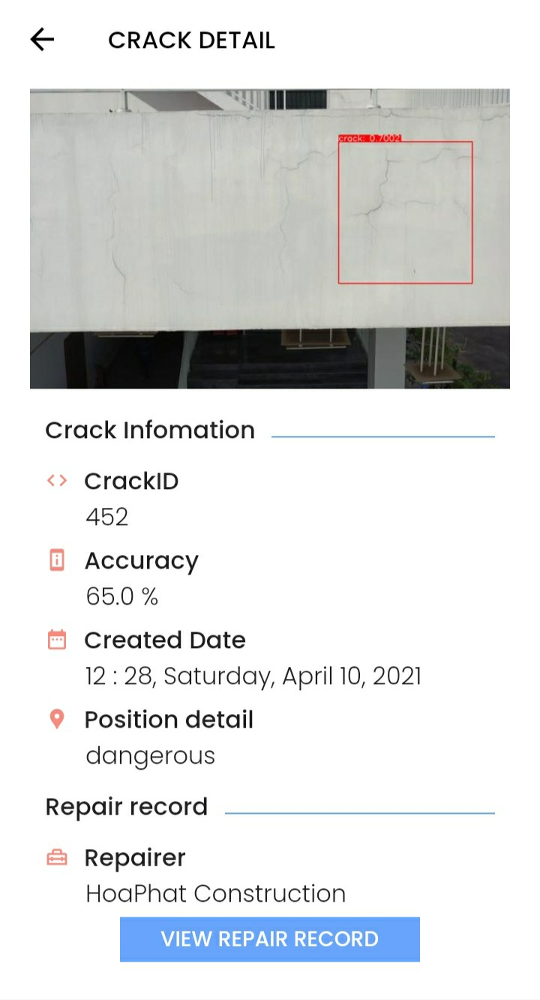 CRACK DETAIL
crack: 0.7002
Crack Infomation
CrackID
452
Accuracy
65.0 %
Created Date
12 : 28, Saturday, April 10, 2021
Position detail
dangerous
Repair record
Repairer
HoaPhat Construction
VIEW REPAIR RECORD